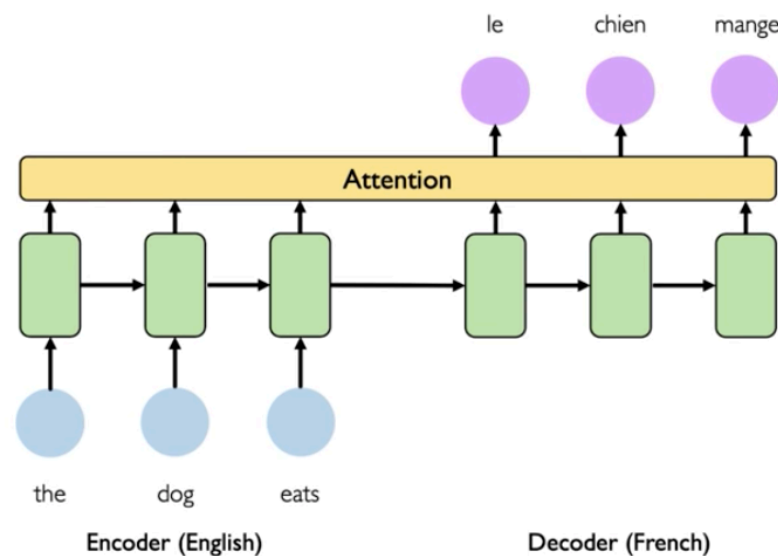 le chien mange
Attention
the dog eats
Encoder (English) Decoder (French)